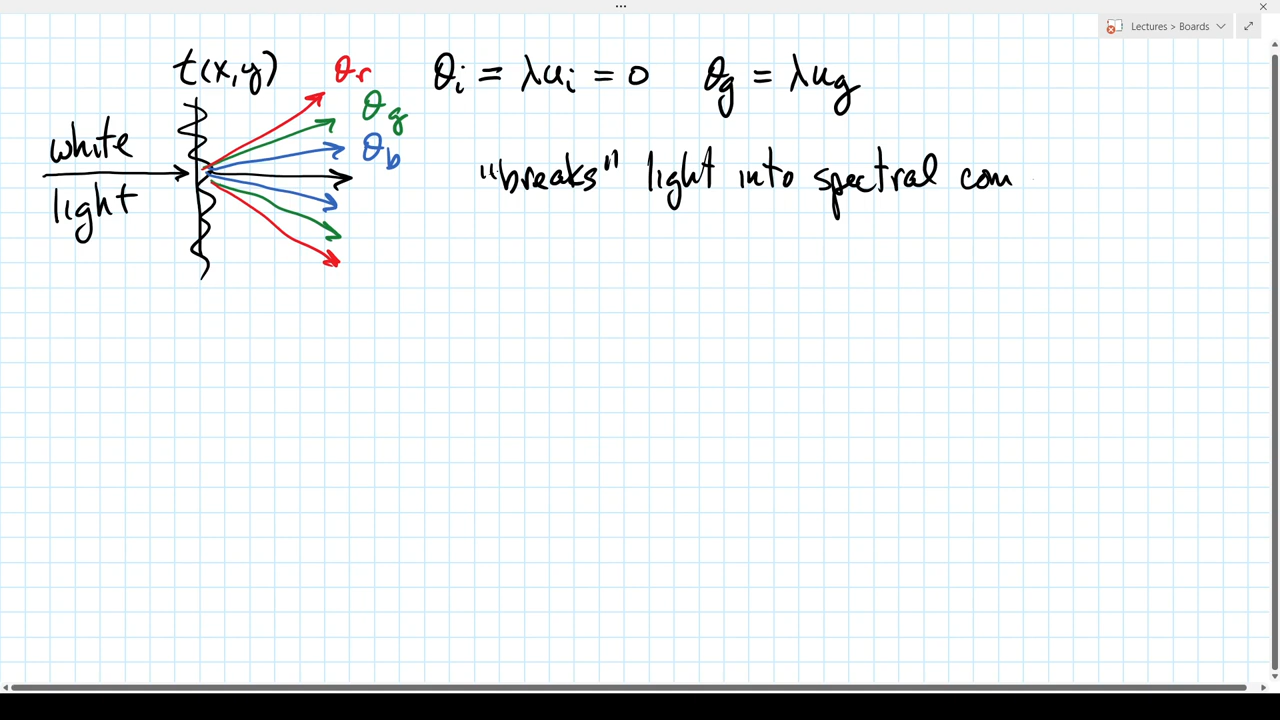 Lectures > Boards
t(x,y) θr θi = λui = 0 θg = λug
θg
white θb
"breaks" light into spectral com
light